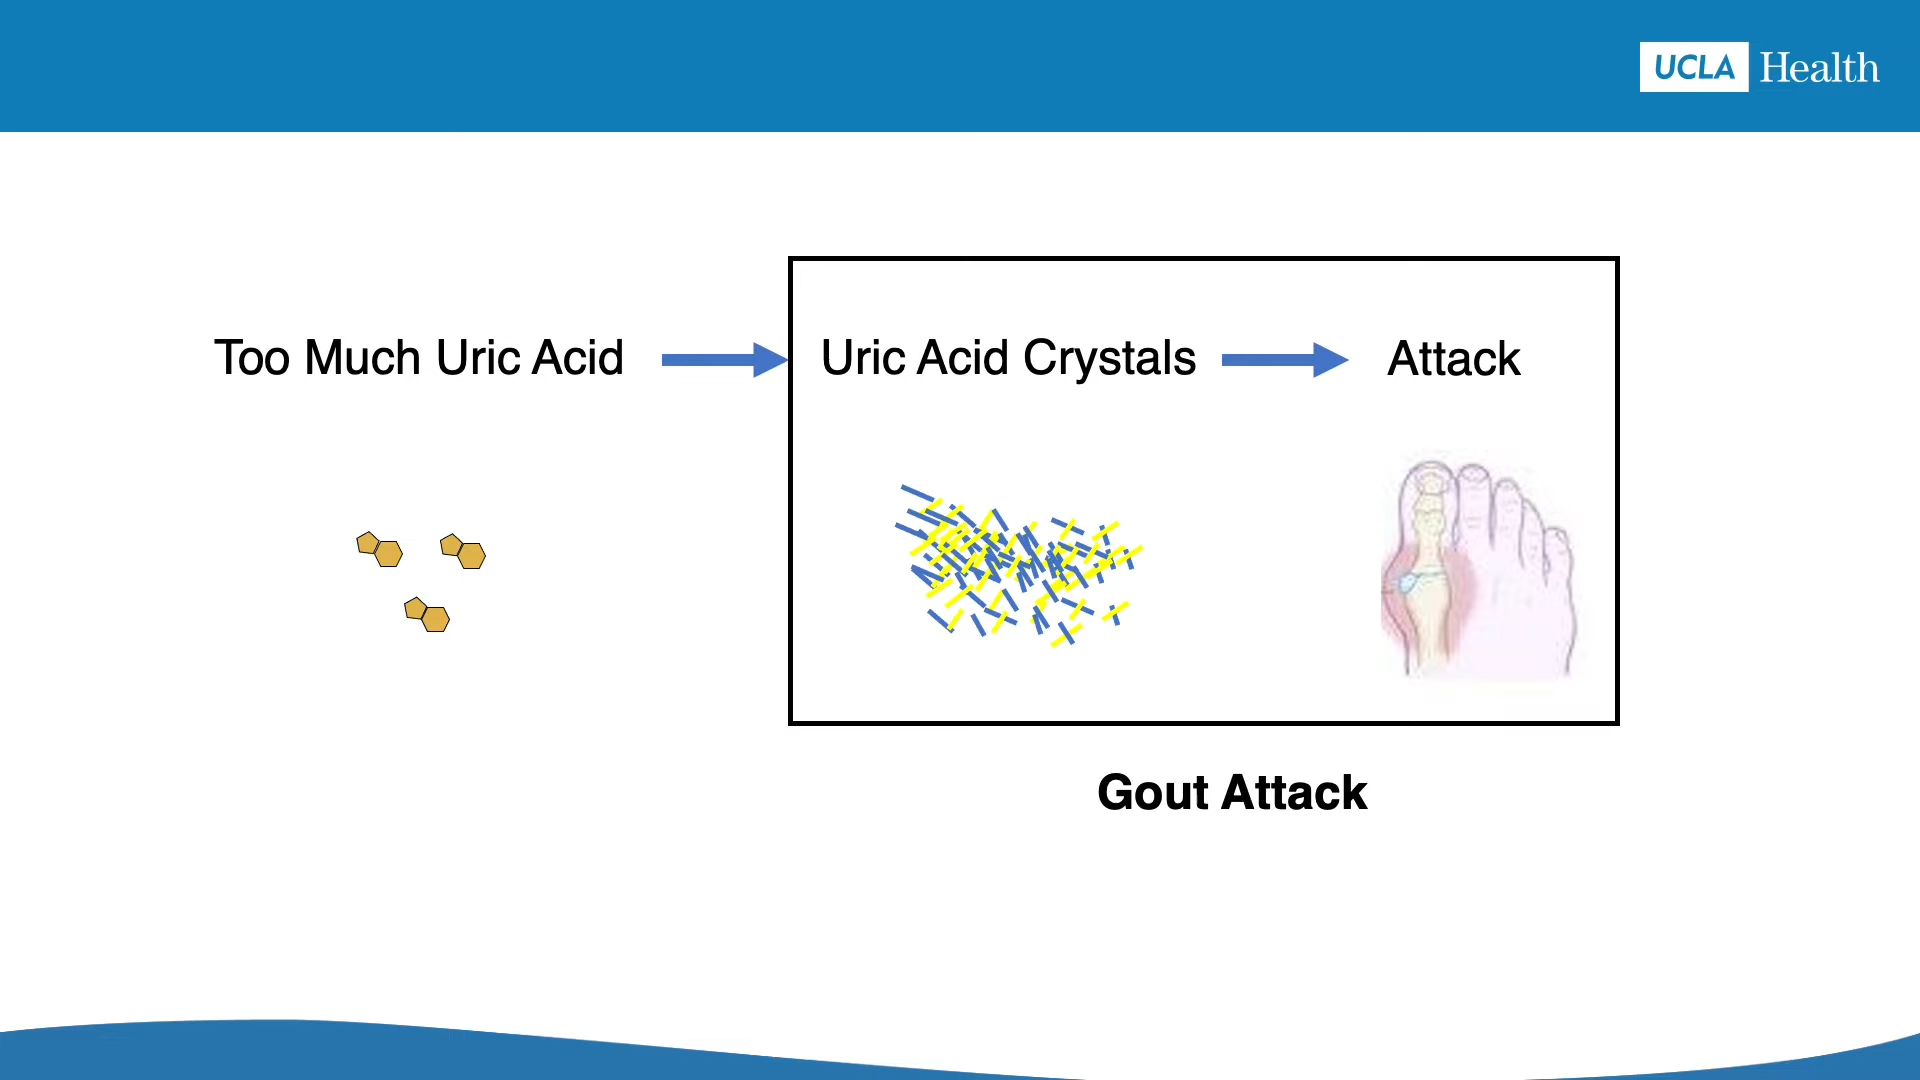 UCLA Health
Too Much Uric Acid
Uric Acid Crystals
Attack
Gout Attack